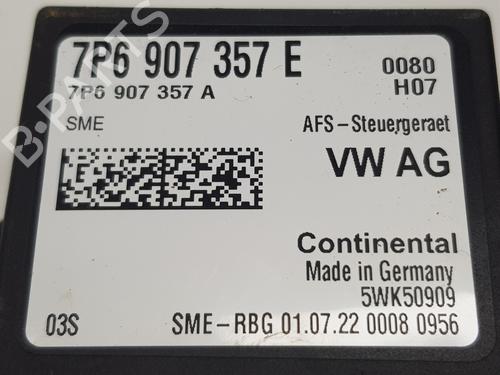 7P6 907 357 E 0080
7P6 907 357 A H07
SME AFS-Steuergeraet
VW AG
Continental
Made in Germany
5WK50909
03S SME-RBG 01.07.22 0008 0956
B-PARTS